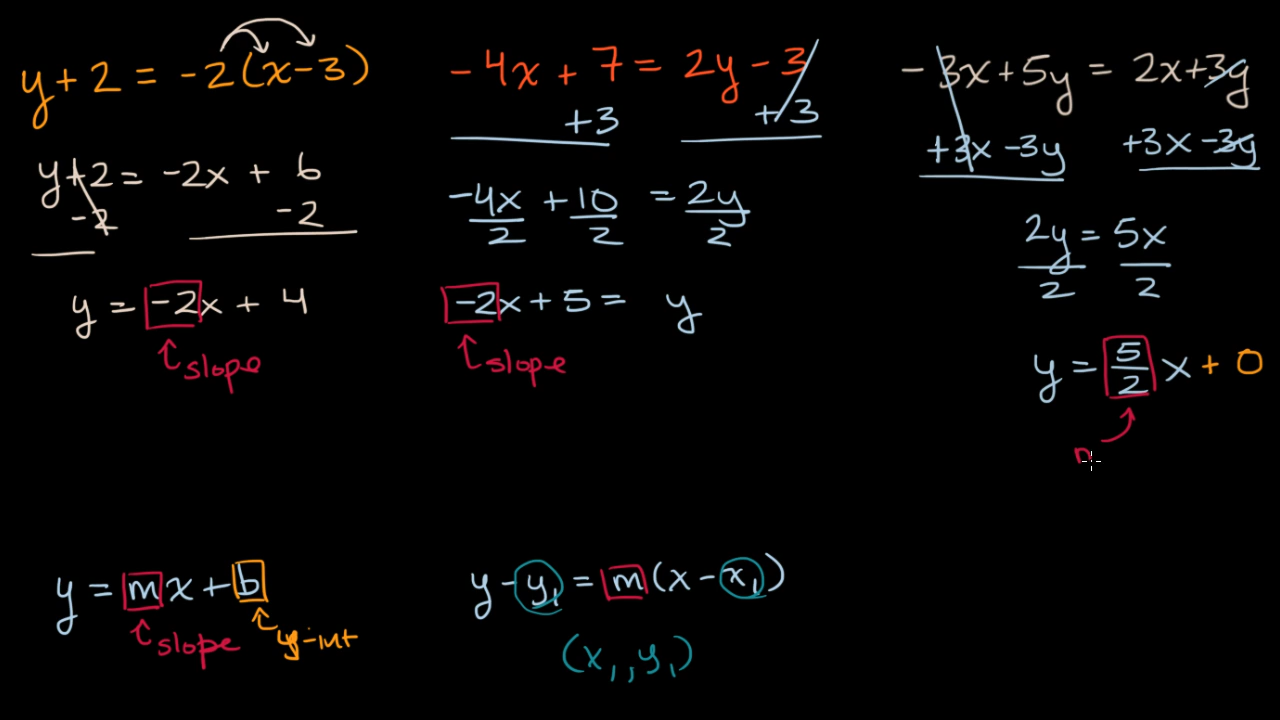 y + 2 = -2(x - 3)
y + 2 = -2x + 6
-2 -2
y = -2x + 4
slope
-4x + 7 = 2y - 3
+3 +3
-4x/2 + 10/2 = 2y/2
-2x + 5 = y
slope
-3x + 5y = 2x + 3y
+3x - 3y +3x - 3y
2y/2 = 5x/2
y = 5/2 x + 0
y = mx + b
slope y-int
y - y₁ = m(x - x₁)
(x₁, y₁)